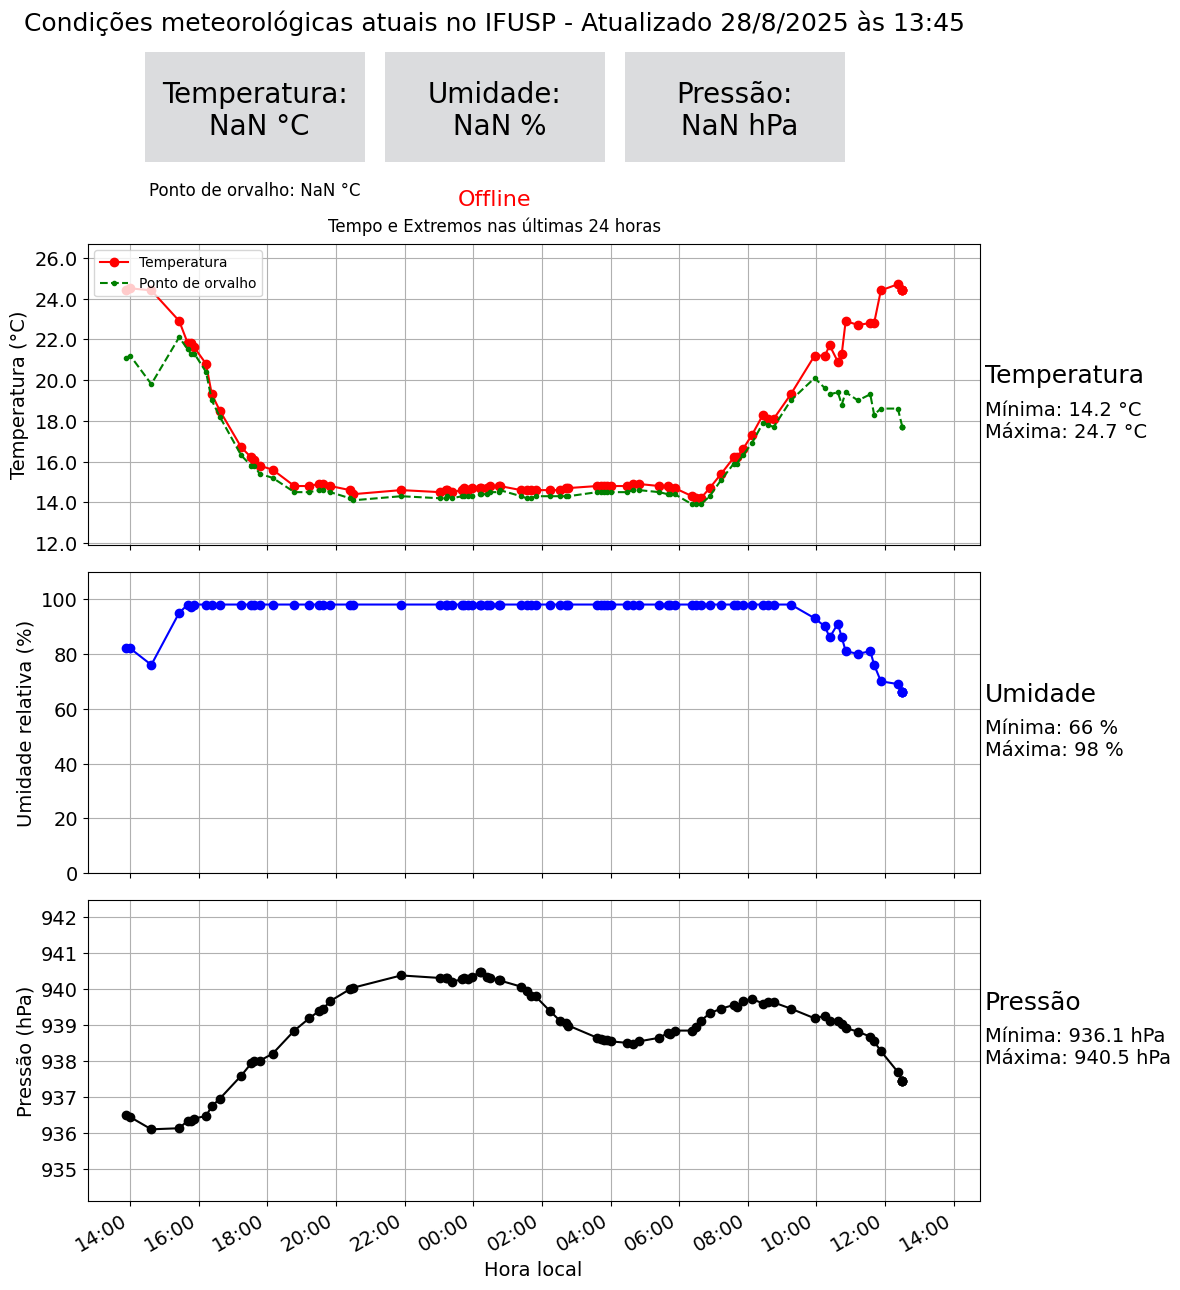 Condições meteorológicas atuais no IFUSP - Atualizado 28/8/2025 às 13:45
Temperatura:
NaN °C
Umidade:
NaN %
Pressão:
NaN hPa
Ponto de orvalho: NaN °C
Offline
Tempo e Extremos nas últimas 24 horas
Temperatura
Ponto de orvalho
Temperatura (°C)
26.0
24.0
22.0
20.0
18.0
16.0
14.0
12.0
Temperatura
Mínima: 14.2 °C
Máxima: 24.7 °C
Umidade relativa (%)
100
80
60
40
20
0
Umidade
Mínima: 66 %
Máxima: 98 %
Pressão (hPa)
942
941
940
939
938
937
936
935
Pressão
Mínima: 936.1 hPa
Máxima: 940.5 hPa
14:00
16:00
18:00
20:00
22:00
00:00
02:00
04:00
06:00
08:00
10:00
12:00
14:00
Hora local